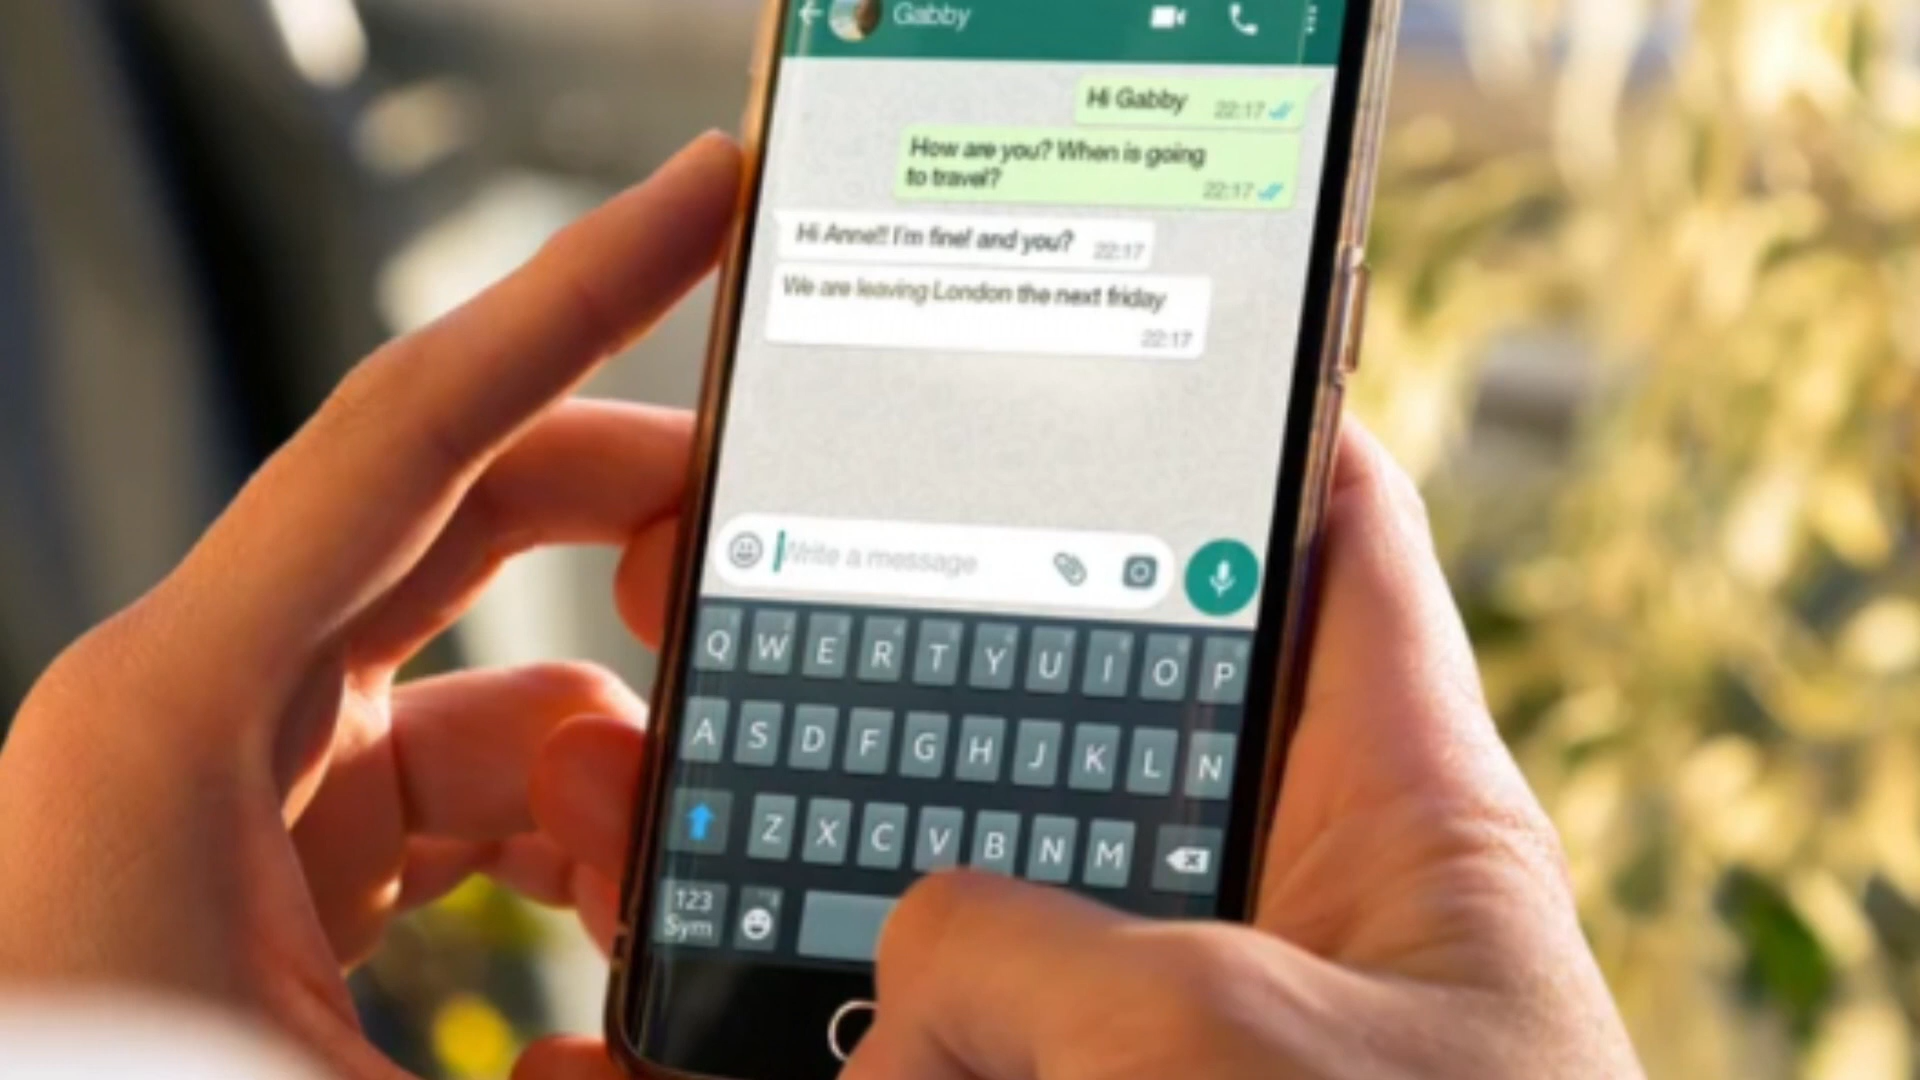 Gabby
Hi Gabby 22:17
How are you? When is going
to travel? 22:17
Hi Anne!! I'm fine! and you? 22:17
We are leaving London the next friday
22:17
Write a message
Q W E R T Y U I O P
A S D F G H J K L N
Z X C V B N M
123
Sym